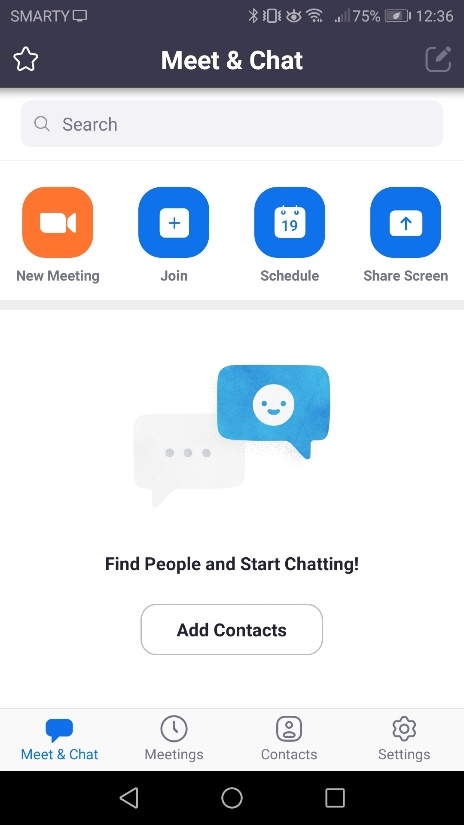 SMARTY 75% 12:36
Meet & Chat
Search
19
New Meeting Join Schedule Share Screen
Find People and Start Chatting!
Add Contacts
Meet & Chat Meetings Contacts Settings